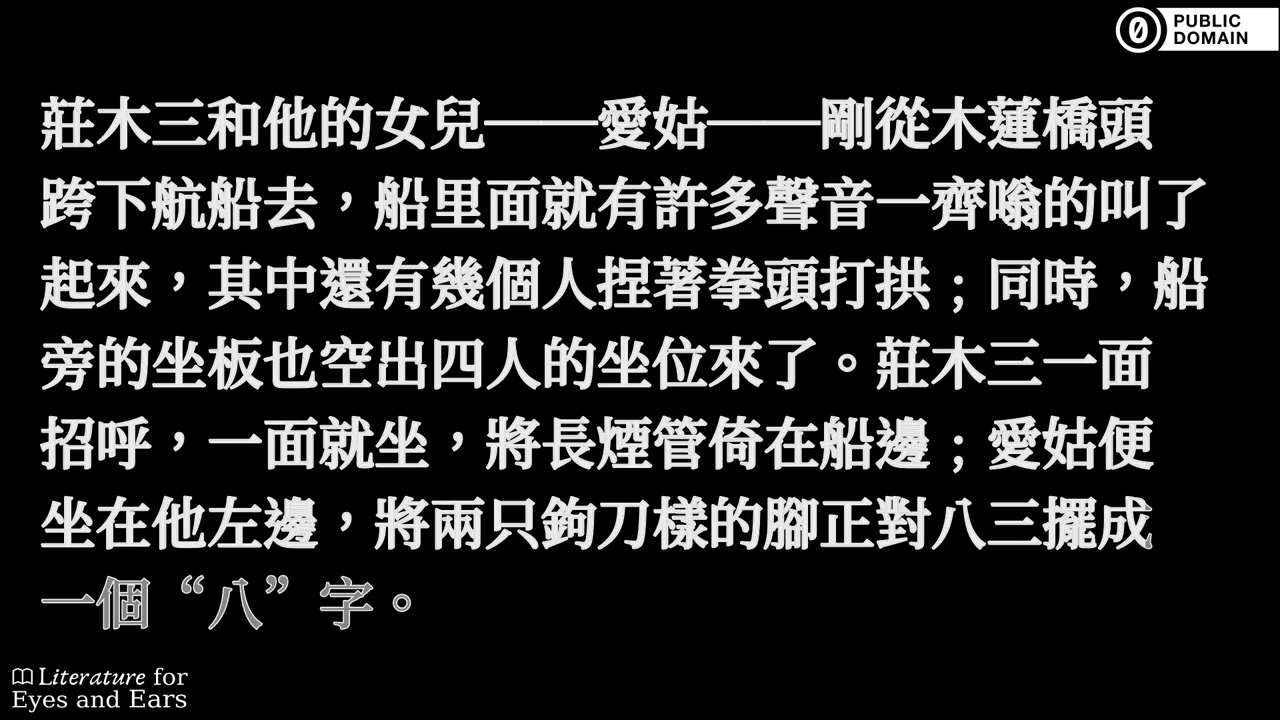 PUBLIC
DOMAIN
莊木三和他的女兒——愛姑——剛從木蓮橋頭
跨下航船去，船里面就有許多聲音一齊嗡的叫了
起來，其中還有幾個人捏著拳頭打拱；同時，船
旁的坐板也空出四人的坐位來了。莊木三一面
招呼，一面就坐，將長煙管倚在船邊；愛姑便
坐在他左邊，將兩只鉤刀樣的腳正對八三擺成
一個“八”字。
Literature for
Eyes and Ears